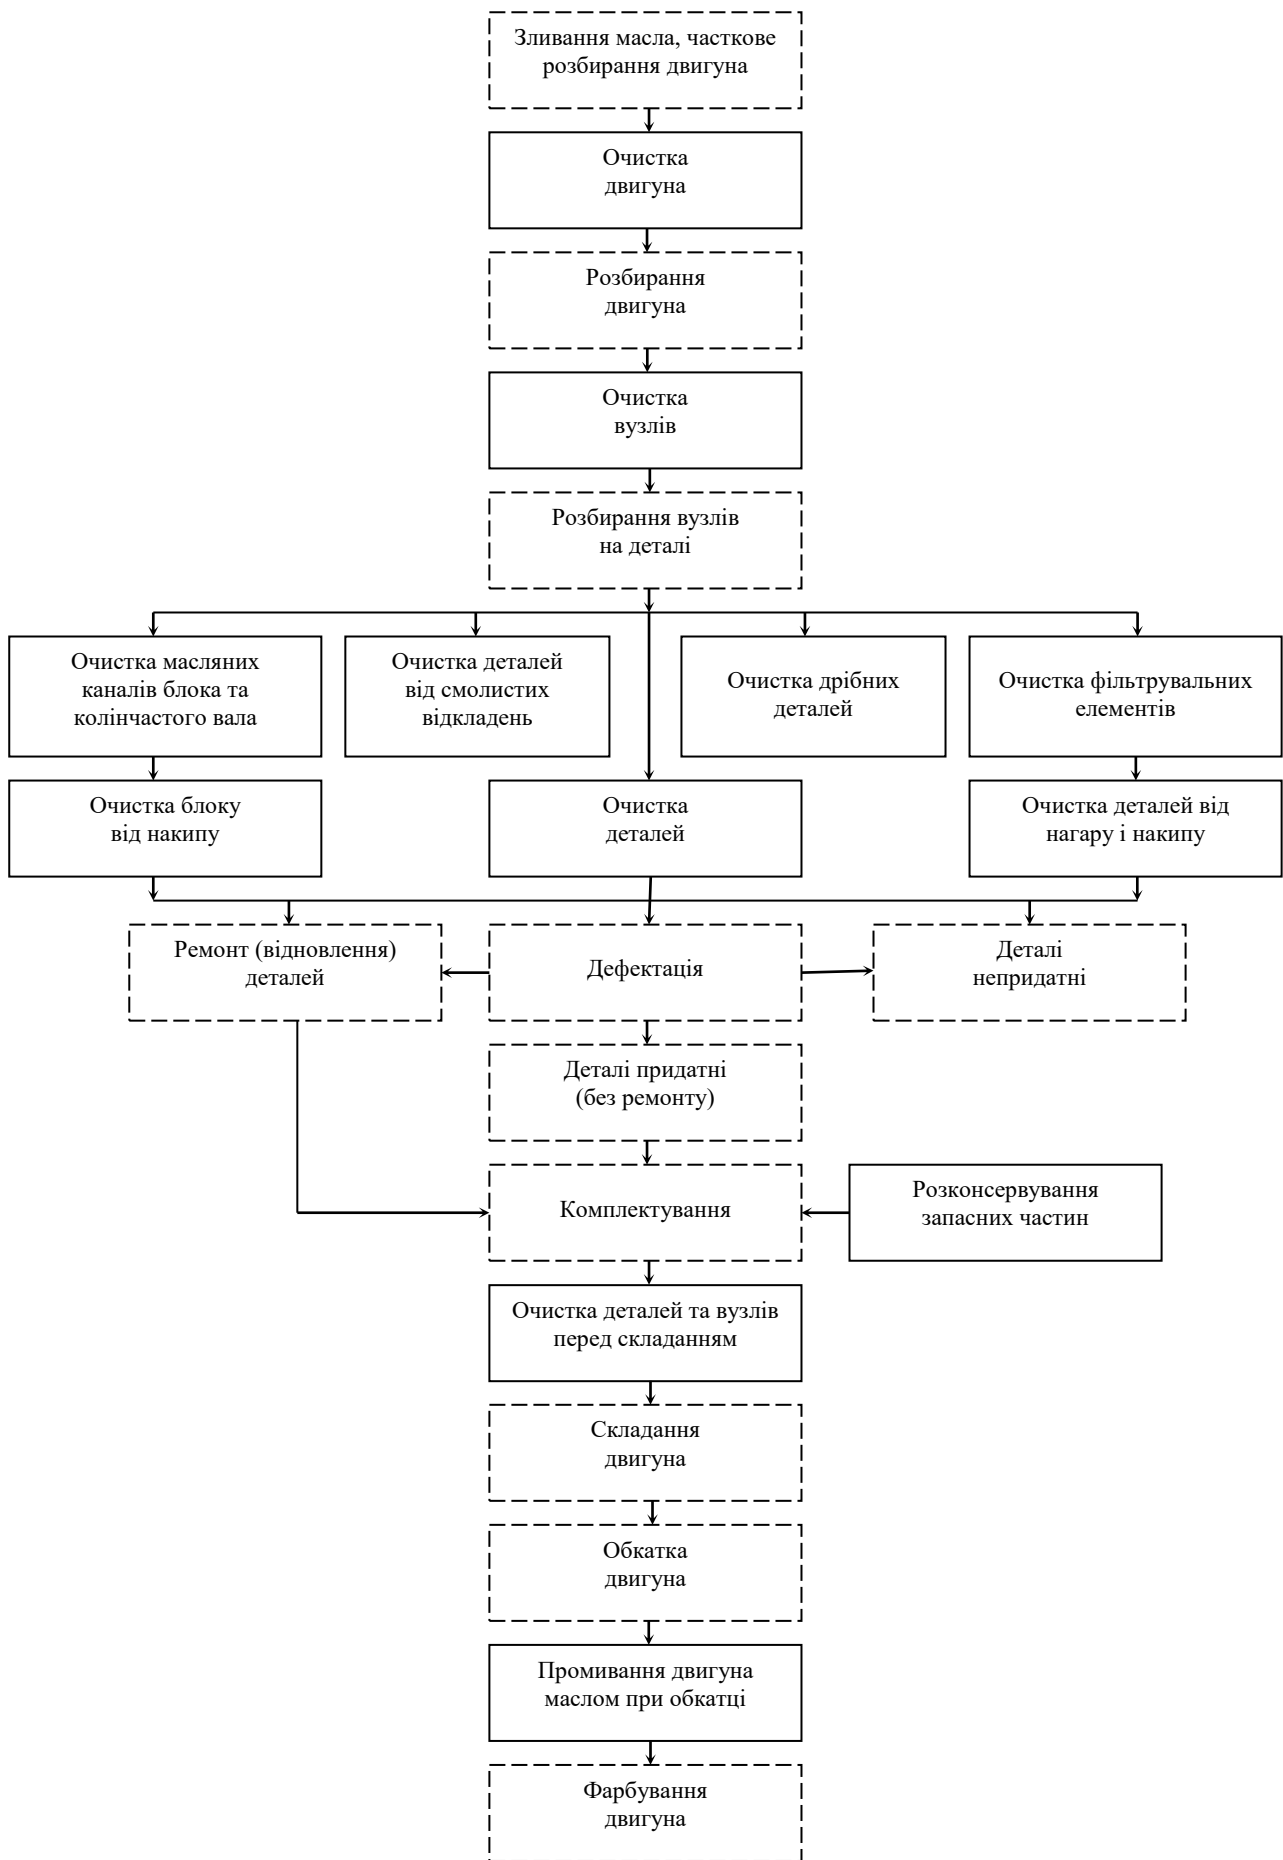 Зливання масла, часткове
розбирання двигуна
Очистка
двигуна
Розбирання
двигуна
Очистка
вузлів
Розбирання вузлів
на деталі
Очистка масляних
каналів блока та
колінчастого вала
Очистка деталей
від смолистих
відкладень
Очистка дрібних
деталей
Очистка фільтрувальних
елементів
Очистка блоку
від накипу
Очистка
деталей
Очистка деталей від
нагару і накипу
Ремонт (відновлення)
деталей
Дефектація
Деталі
непридатні
Деталі придатні
(без ремонту)
Комплектування
Розконсервування
запасних частин
Очистка деталей та вузлів
перед складанням
Складання
двигуна
Обкатка
двигуна
Промивання двигуна
маслом при обкатці
Фарбування
двигуна